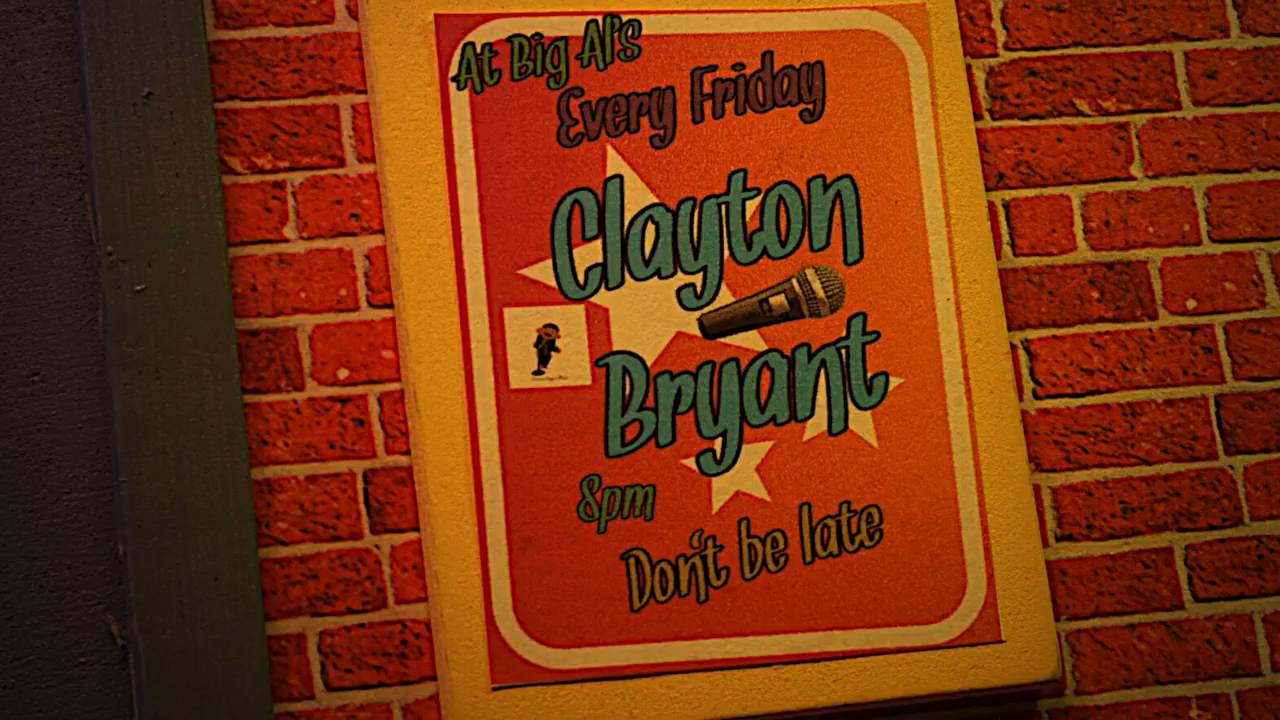 At Big Al's
Every Friday
Clayton
Bryant
8pm
Don't be late